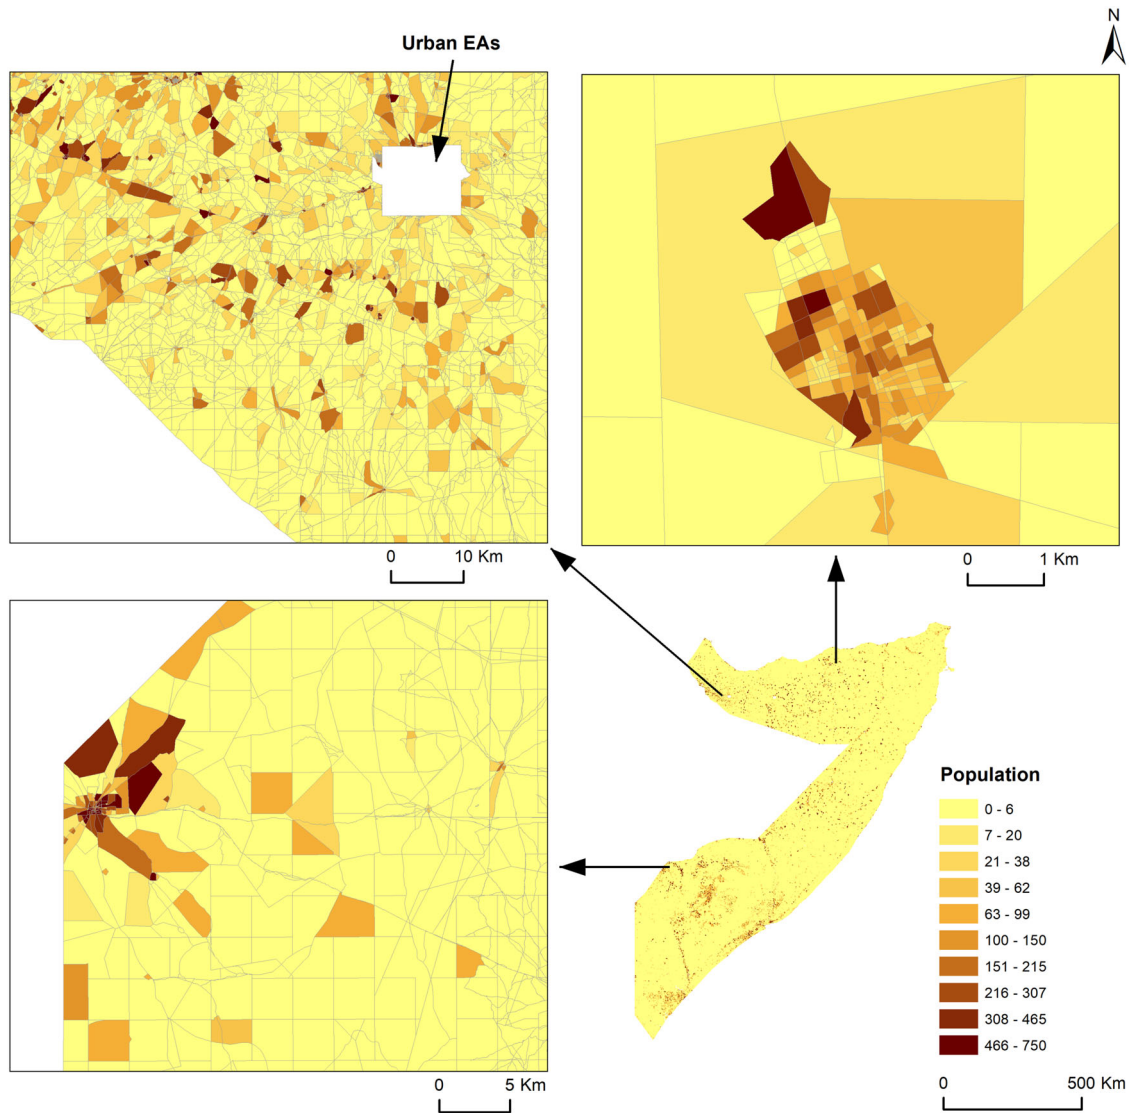 Urban EAs
N
0 10 Km
0 1 Km
Population
0 - 6
7 - 20
21 - 38
39 - 62
63 - 99
100 - 150
151 - 215
216 - 307
308 - 465
466 - 750
0 5 Km
0 500 Km